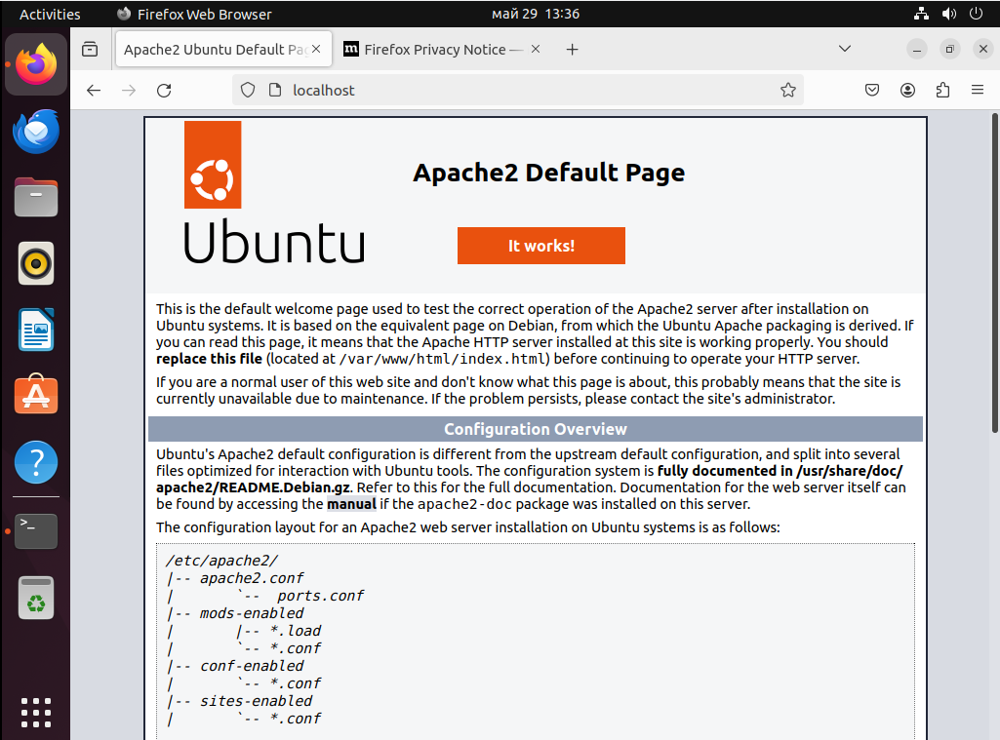 Activities
Firefox Web Browser
май 29 13:36
Apache2 Ubuntu Default Pag
Firefox Privacy Notice —
localhost
Ubuntu
Apache2 Default Page
It works!
This is the default welcome page used to test the correct operation of the Apache2 server after installation on
Ubuntu systems. It is based on the equivalent page on Debian, from which the Ubuntu Apache packaging is derived. If
you can read this page, it means that the Apache HTTP server installed at this site is working properly. You should
replace this file (located at /var/www/html/index.html) before continuing to operate your HTTP server.
If you are a normal user of this web site and don't know what this page is about, this probably means that the site is
currently unavailable due to maintenance. If the problem persists, please contact the site's administrator.
Configuration Overview
Ubuntu's Apache2 default configuration is different from the upstream default configuration, and split into several
files optimized for interaction with Ubuntu tools. The configuration system is fully documented in /usr/share/doc/
apache2/README.Debian.gz. Refer to this for the full documentation. Documentation for the web server itself can
be found by accessing the manual if the apache2-doc package was installed on this server.
The configuration layout for an Apache2 web server installation on Ubuntu systems is as follows:
/etc/apache2/
|-- apache2.conf
|       `--  ports.conf
|-- mods-enabled
|       |-- *.load
|       `-- *.conf
|-- conf-enabled
|       `-- *.conf
|-- sites-enabled
|       `-- *.conf